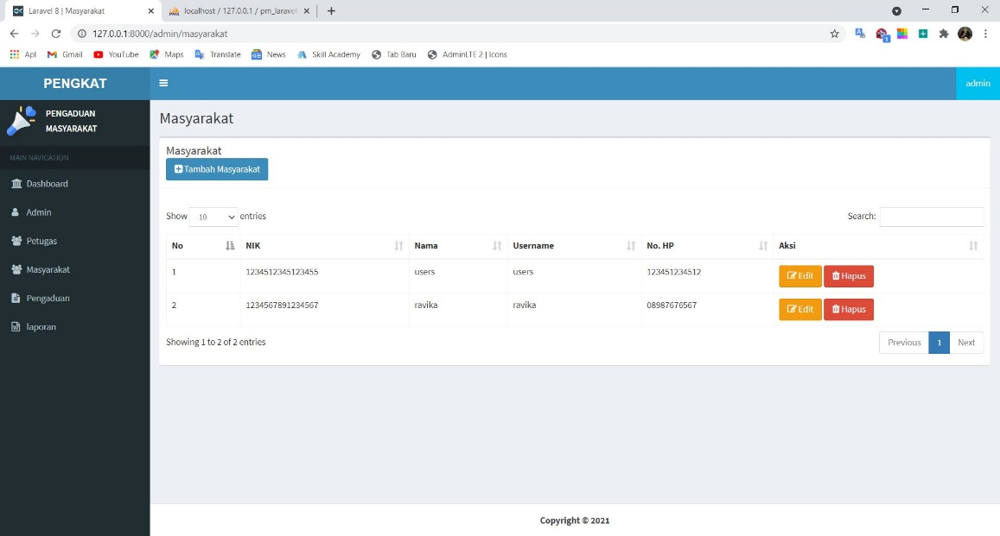 Laravel 8 | Masyarakat
localhost / 127.0.0.1 / pm_laravel
127.0.0.1:8000/admin/masyarakat
Apl Gmail YouTube Maps Translate News Skill Academy Tab Baru AdminLTE 2 | Icons
PENGKAT
admin
PENGADUAN
MASYARAKAT
MAIN NAVIGATION
Dashboard
Admin
Petugas
Masyarakat
Pengaduan
laporan
Masyarakat
Masyarakat
Tambah Masyarakat
Show 10 entries
Search:
No NIK Nama Username No. HP Aksi
1 1234512345123455 users users 123451234512 Edit Hapus
2 1234567891234567 ravika ravika 08987676567 Edit Hapus
Showing 1 to 2 of 2 entries
Previous 1 Next
Copyright © 2021